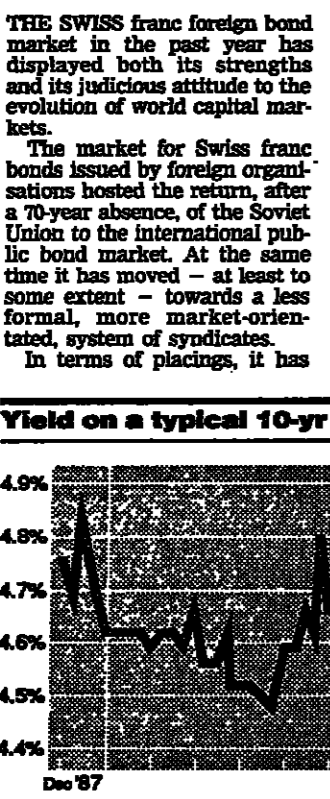 THE SWISS franc foreign bond
market in the past year has
displayed both its strengths
and its judicious attitude to the
evolution of world capital mar-
kets.
The market for Swiss franc
bonds issued by foreign organi-
sations hosted the return, after
a 70-year absence, of the Soviet
Union to the international pub-
lic bond market. At the same
time it has moved — at least to
some extent — towards a less
formal, more market-orien-
tated, system of syndicates.
In terms of placings, it has
Yield on a typical 10-yr
4.9%
4.8%
4.7%
4.6%
4.5%
4.4%
Dec '87